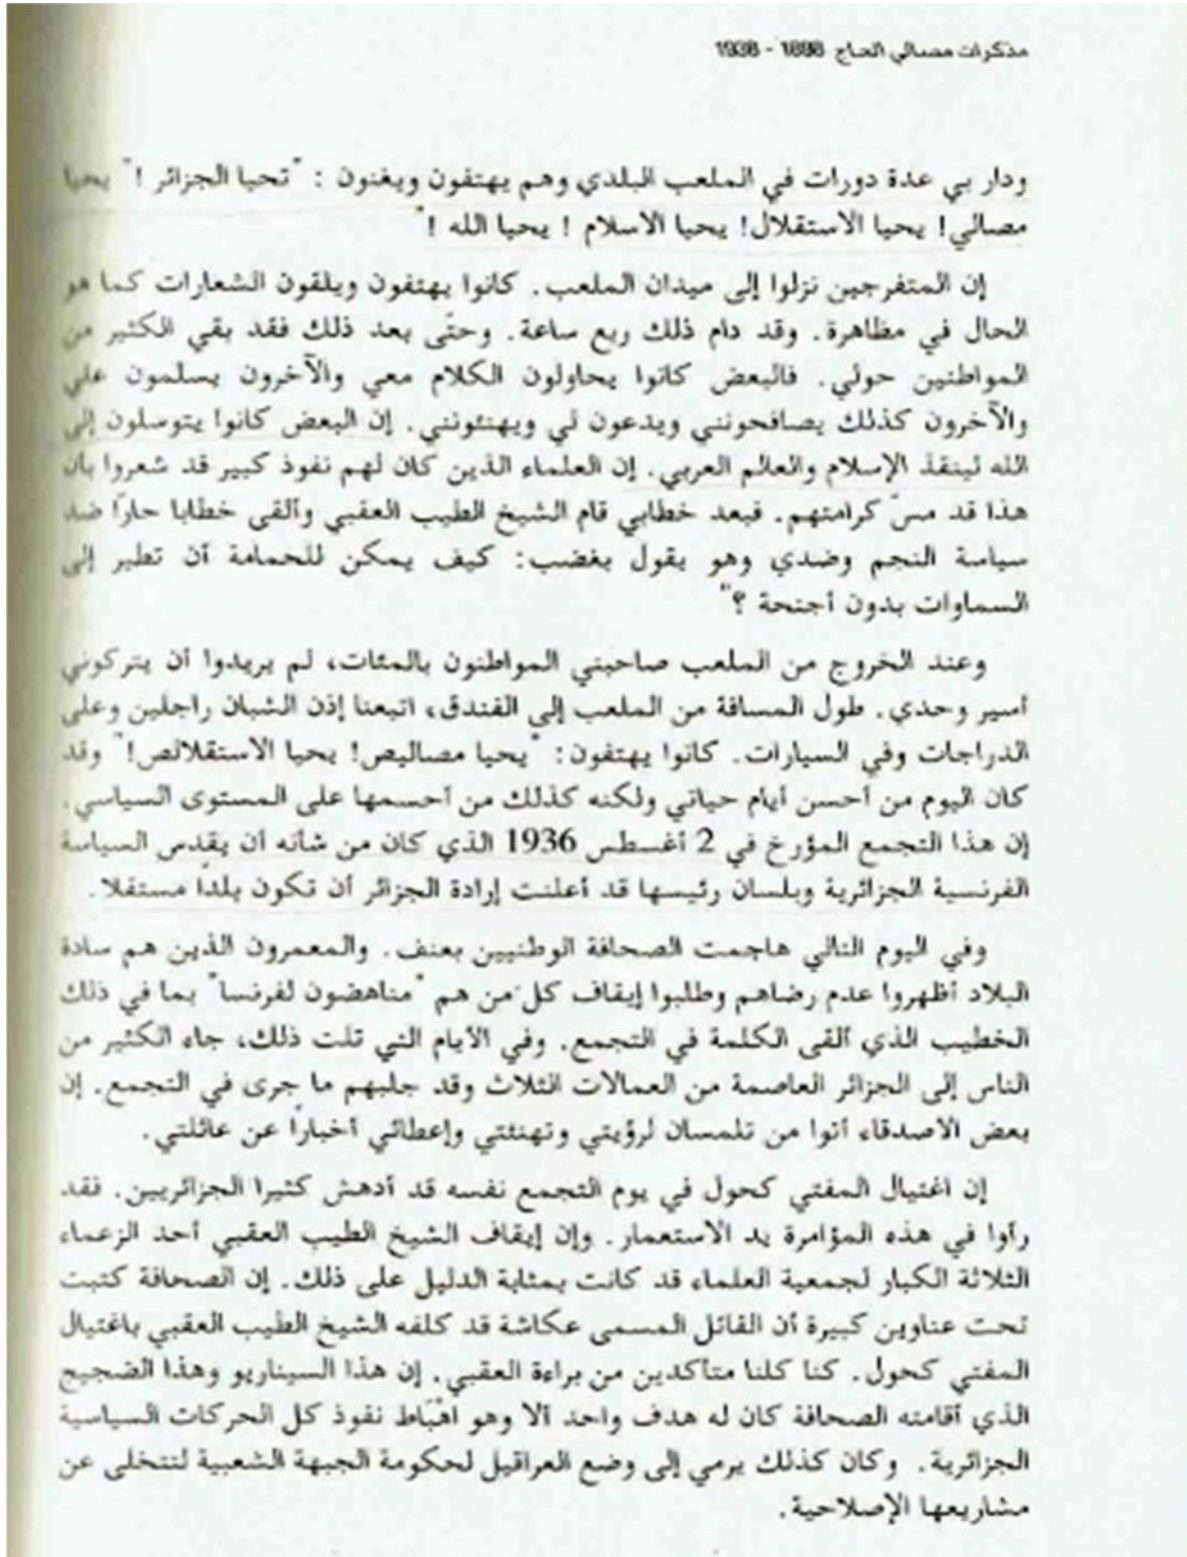 مذكرات مصالي الحاج 1898 - 1938
ودار بي عدة دورات في الملعب البلدي وهم يهتفون ويغنون : "تحيا الجزائر ! " يحيا
مصالي! يحيا الاستقلال! يحيا الاسلام ! يحيا الله !"
إن المتفرجين نزلوا إلى ميدان الملعب. كانوا يهتفون ويلقون الشعارات كما هو
الحال في مظاهرة. وقد دام ذلك ربع ساعة. وحتّى بعد ذلك فقد بقي الكثير من
المواطنين حولي. فالبعض كانوا يحاولون الكلام معي والآخرون يسلمون علي
والآخرون كذلك يصافحونني ويدعون لي ويهنئونني. إن البعض كانوا يتوسلون إلى
الله لينقذ الإسلام والعالم العربي. إن العلماء الذين كان لهم نفوذ كبير قد شعروا بأن
هذا قد مسّ كرامتهم. فبعد خطابي قام الشيخ الطيب العقبي وألقى خطابا حارّا ضد
سياسة النجم وضدي وهو يقول بغضب: كيف يمكن للحمامة أن تطير إلى
السماوات بدون أجنحة ؟"
وعند الخروج من الملعب صاحبني المواطنون بالمئات، لم يريدوا أن يتركوني
أسير وحدي. طول المسافة من الملعب إلى الفندق، اتبعنا إذن الشبان راجلين وعلى
الدراجات وفي السيارات. كانوا يهتفون: "يحيا مصاليص! يحيا الاستقلالص!" وقد
كان اليوم من أحسن أيام حياتي ولكنه كذلك من أحسمها على المستوى السياسي.
إن هذا التجمع المؤرخ في 2 أغسطس 1936 الذي كان من شأنه أن يقدس السياسة
الفرنسية الجزائرية وبلسان رئيسها قد أعلنت إرادة الجزائر أن تكون بلدا مستقلا.
وفي اليوم التالي هاجمت الصحافة الوطنيين بعنف. والمعمرون الذين هم سادة
البلاد أظهروا عدم رضاهم وطلبوا إيقاف كل من هم "مناهضون لفرنسا" بما في ذلك
الخطيب الذي ألقى الكلمة في التجمع. وفي الأيام التي تلت ذلك، جاء الكثير من
الناس إلى الجزائر العاصمة من العمالات الثلاث وقد جلبهم ما جرى في التجمع. إن
بعض الاصدقاء أتوا من تلمسان لرؤيتي وتهنئتي وإعطائي أخباراً عن عائلتي.
إن اغتيال المفتي كحول في يوم التجمع نفسه قد أدهش كثيرا الجزائريين. فقد
رأوا في هذه المؤامرة يد الاستعمار. وإن إيقاف الشيخ الطيب العقبي أحد الزعماء
الثلاثة الكبار لجمعية العلماء قد كانت بمثابة الدليل على ذلك. إن الصحافة كتبت
تحت عناوين كبيرة أن القاتل المسمى عكاشة قد كلفه الشيخ الطيب العقبي باغتيال
المفتي كحول. كنا كلنا متأكدين من براءة العقبي. إن هذا السيناريو وهذا الضجيج
الذي أقامته الصحافة كان له هدف واحد ألا وهو اهْبَاط نفوذ كل الحركات السياسية
الجزائرية. وكان كذلك يرمي إلى وضع العراقيل لحكومة الجبهة الشعبية لتتخلى عن
مشاريعها الإصلاحية.